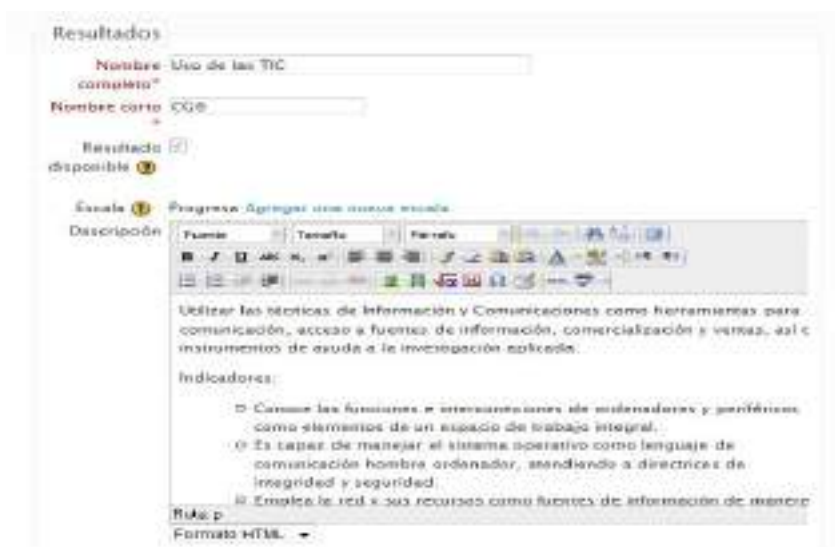 Resultados
Nombre completo* Uso de las TIC
Nombre corto * CG8
Resultado disponible
Escala Progresa Agregar una nueva escala
Descripción
Fuente Tamaño Párrafo
Utilizar las técnicas de Información y Comunicaciones como herramientas para
comunicación, acceso a fuentes de información, comercialización y ventas, así c
instrumentos de ayuda a la investigación aplicada.
Indicadores:
Conoce las funciones e interconexiones de ordenadores y periféricos
como elementos de un espacio de trabajo integral.
Es capaz de manejar el sistema operativo como lenguaje de
comunicación hombre ordenador, atendiendo a directrices de
integridad y seguridad.
Emplea la red y sus recursos como fuentes de información de manera
Ruta: p
Formato HTML